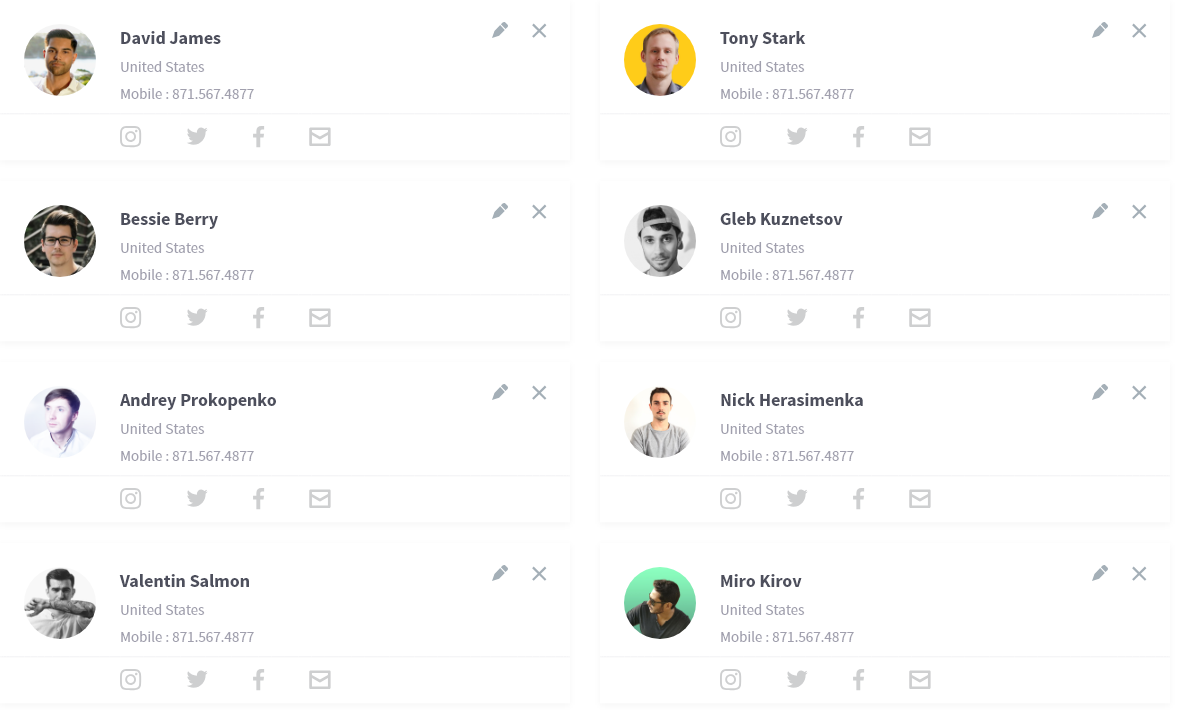 David James
United States
Mobile : 871.567.4877
Tony Stark
United States
Mobile : 871.567.4877
Bessie Berry
United States
Mobile : 871.567.4877
Gleb Kuznetsov
United States
Mobile : 871.567.4877
Andrey Prokopenko
United States
Mobile : 871.567.4877
Nick Herasimenka
United States
Mobile : 871.567.4877
Valentin Salmon
United States
Mobile : 871.567.4877
Miro Kirov
United States
Mobile : 871.567.4877